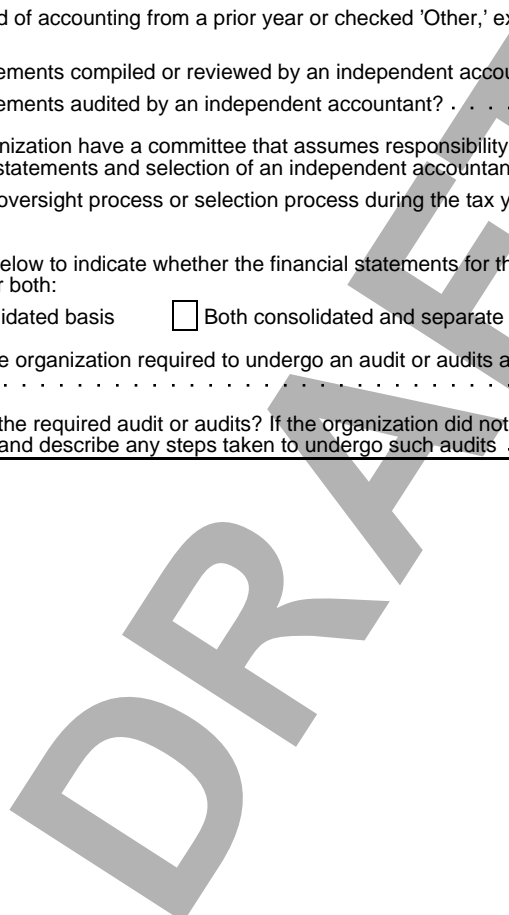 d of accounting from a prior year or checked 'Other,' ex
ements compiled or reviewed by an independent accou
ements audited by an independent accountant? . . . .
nization have a committee that assumes responsibility
statements and selection of an independent accountan
oversight process or selection process during the tax y
elow to indicate whether the financial statements for th
r both:
idated basis Both consolidated and separate
e organization required to undergo an audit or audits a
. . . . . . . . . . . . . . . . . . . . . . . . . . . . . . . .
the required audit or audits? If the organization did not
and describe any steps taken to undergo such audits .
DRAFT